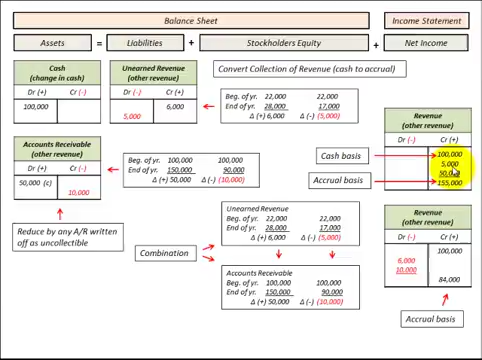 Balance Sheet
Income Statement
Assets
=
Liabilities
+
Stockholders Equity
+
Net Income
Cash
(change in cash)
Dr (+) Cr (-)
100,000
Unearned Revenue
(other revenue)
Dr (-) Cr (+)
6,000
5,000
Convert Collection of Revenue (cash to accrual)
Beg. of yr. 22,000 22,000
End of yr. 28,000 17,000
Δ (+) 6,000 Δ (-) (5,000)
Revenue
(other revenue)
Dr (-) Cr (+)
100,000
5,000
50,0
155,000
Cash basis
Accrual basis
Accounts Receivable
(other revenue)
Dr (+) Cr (-)
50,000 (c)
10,000
Beg. of yr. 100,000 100,000
End of yr. 150,000 90,000
Δ (+) 50,000 Δ (-) (10,000)
Reduce by any A/R written
off as uncollectible
Combination
Unearned Revenue
Beg. of yr. 22,000 22,000
End of yr. 28,000 17,000
Δ (+) 6,000 Δ (-) (5,000)
Accounts Receivable
Beg. of yr. 100,000 100,000
End of yr. 150,000 90,000
Δ (+) 50,000 Δ (-) (10,000)
Revenue
(other revenue)
Dr (-) Cr (+)
100,000
6,000
10,000
84,000
Accrual basis